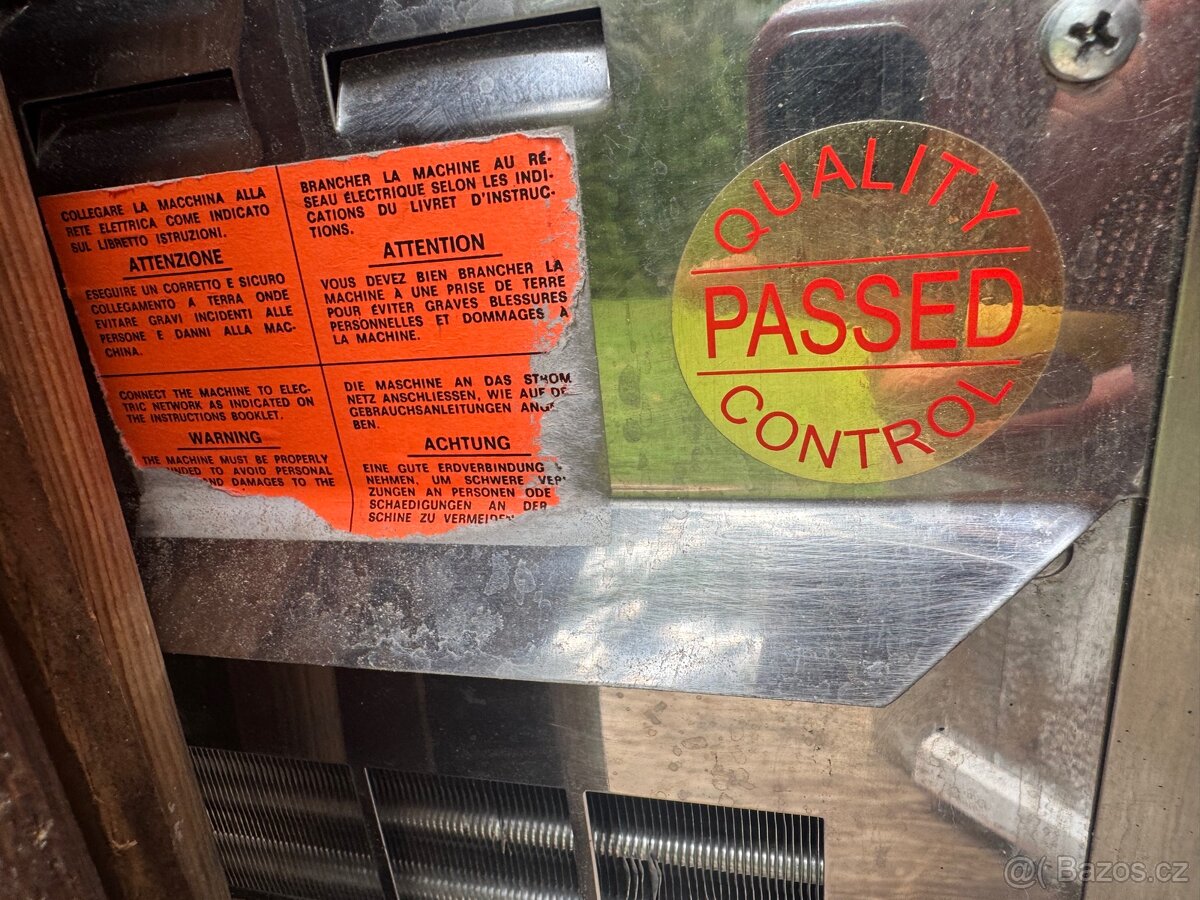 COLLEGARE LA MACCHINA ALLA
RETE ELETTRICA COME INDICATO
SUL LIBRETTO ISTRUZIONI.
ATTENZIONE
ESEGUIRE UN CORRETTO E SICURO
COLLEGAMENTO A TERRA ONDE
EVITARE GRAVI INCIDENTI ALLE
PERSONE E DANNI ALLA MAC-
CHINA.
BRANCHER LA MACHINE AU RÉ-
SEAU ÉLECTRIQUE SELON LES INDI-
CATIONS DU LIVRET D'INSTRUC-
TIONS.
ATTENTION
VOUS DEVEZ BIEN BRANCHER LA
MACHINE À UNE PRISE DE TERRE
POUR ÉVITER GRAVES BLESSURES
PERSONNELLES ET DOMMAGES À
LA MACHINE.
CONNECT THE MACHINE TO ELEC-
TRIC NETWORK AS INDICATED ON
THE INSTRUCTIONS BOOKLET.
WARNING
THE MACHINE MUST BE PROPERLY
TO AVOID PERSONAL
AND DAMAGES TO THE
DIE MASCHINE AN DAS STROM
NETZ ANSCHLIESSEN, WIE AUF
GEBRAUCHSANLEITUNGEN
BEN.
ACHTUNG
EINE GUTE ERDVERBINDUNG
NEHMEN, UM SCHWERE VER
ZUNGEN AN PERSONEN ODE
SCHAEDIGUNGEN AN DER
SCHINE ZU VERMEIDEN
QUALITY
PASSED
CONTROL
@( Bazos.cz